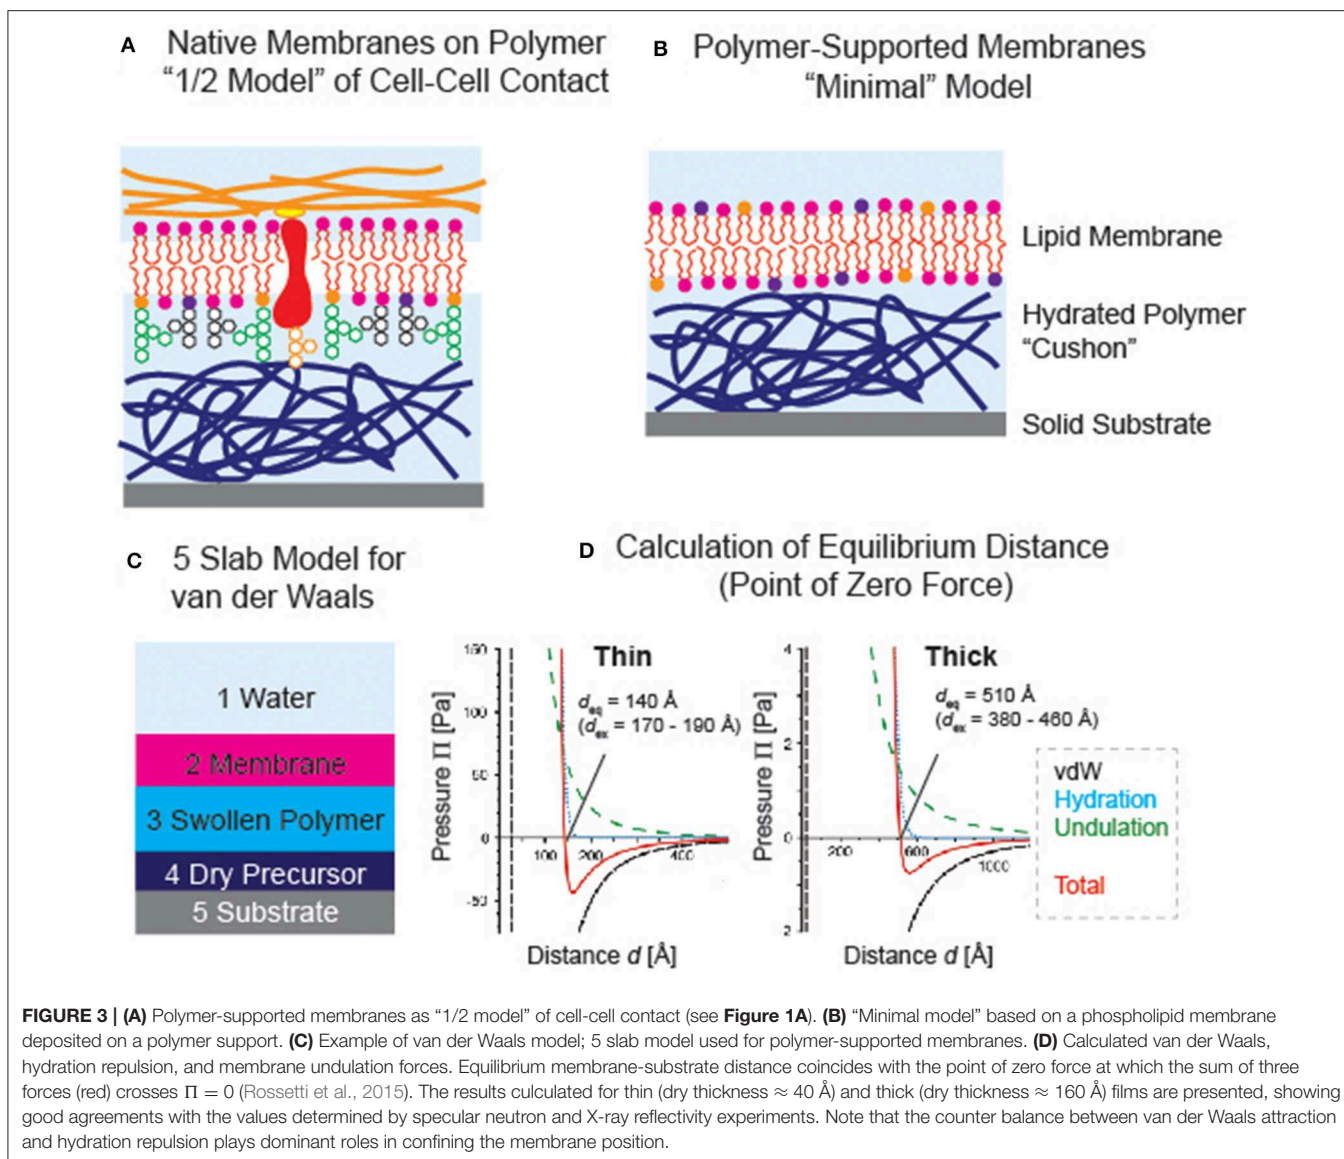 A Native Membranes on Polymer
"1/2 Model" of Cell-Cell Contact
B Polymer-Supported Membranes
"Minimal" Model
Lipid Membrane
Hydrated Polymer
"Cushon"
Solid Substrate
C 5 Slab Model for
van der Waals
1 Water
2 Membrane
3 Swollen Polymer
4 Dry Precursor
5 Substrate
D Calculation of Equilibrium Distance
(Point of Zero Force)
Pressure Π [Pa]
150
100
50
0
-50
100
200
400
Thin
d_eq = 140 Å
(d_ex = 170 - 190 Å)
Distance d [Å]
Pressure Π [Pa]
4
2
0
2
200
600
1000
Thick
d_eq = 510 Å
(d_ex = 380 - 460 Å)
Distance d [Å]
vdW
Hydration
Undulation
Total
FIGURE 3 | (A) Polymer-supported membranes as "1/2 model" of cell-cell contact (see Figure 1A). (B) "Minimal model" based on a phospholipid membrane
deposited on a polymer support. (C) Example of van der Waals model; 5 slab model used for polymer-supported membranes. (D) Calculated van der Waals,
hydration repulsion, and membrane undulation forces. Equilibrium membrane-substrate distance coincides with the point of zero force at which the sum of three
forces (red) crosses Π = 0 (Rossetti et al., 2015). The results culculated for thin (dry thickness ≈ 40 Å) and thick (dry thickness ≈ 160 Å) films are presented, showing
good agreements with the values determined by specular neutron and X-ray reflectivity experiments. Note that the counter balance between van der Waals attraction
and hydration repulsion plays dominant roles in confining the membrane position.